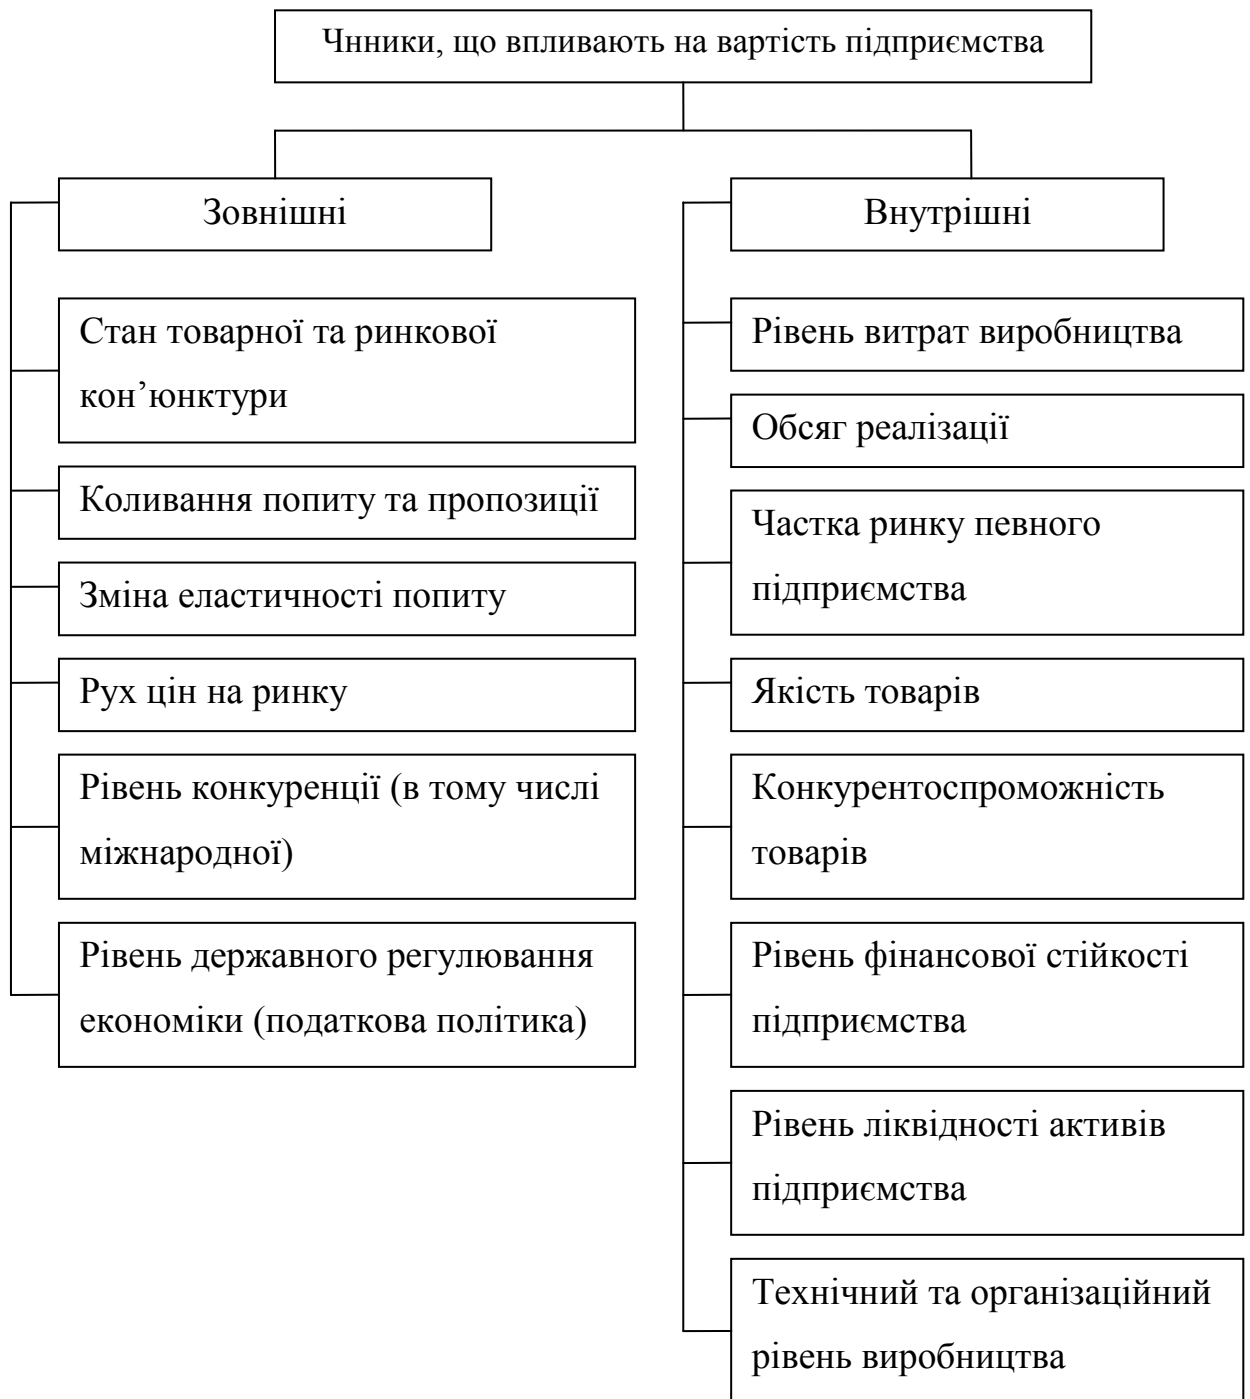 Чнники, що впливають на вартість підприємства
Зовнішні
Стан товарної та ринкової
кон’юнктури
Коливання попиту та пропозиції
Зміна еластичності попиту
Рух цін на ринку
Рівень конкуренції (в тому числі
міжнародної)
Рівень державного регулювання
економіки (податкова політика)
Внутрішні
Рівень витрат виробництва
Обсяг реалізації
Частка ринку певного
підприємства
Якість товарів
Конкурентоспроможність
товарів
Рівень фінансової стійкості
підприємства
Рівень ліквідності активів
підприємства
Технічний та організаційний
рівень виробництва